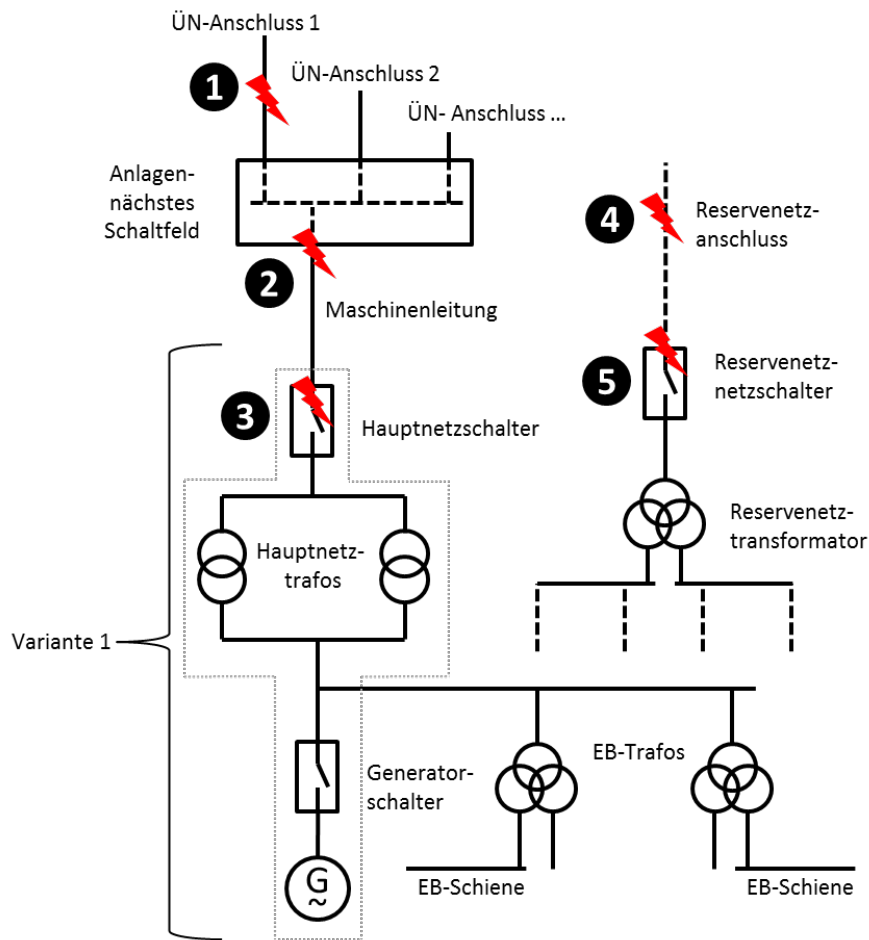 ÜN-Anschluss 1
1
ÜN-Anschluss 2
ÜN- Anschluss ...
Anlagen-
nächstes
Schaltfeld
2
Maschinenleitung
4
Reservenetz-
anschluss
3
Hauptnetzschalter
5
Reservenetz-
netzschalter
Hauptnetz-
trafos
Reservenetz-
transformator
Variante 1
Generator-
schalter
EB-Trafos
G
~
EB-Schiene
EB-Schiene